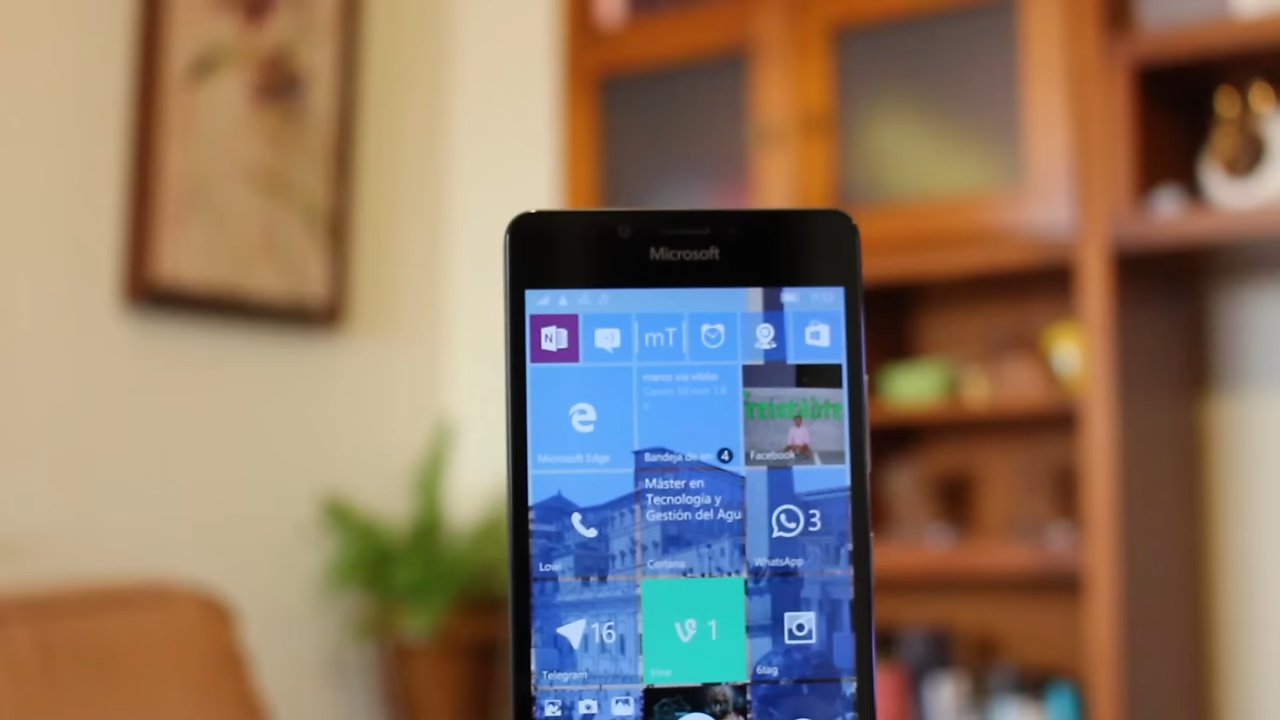 Microsoft
N
mT
Microsoft Edge
Bandeja de en 4
Facebook
Máster en
Tecnología y
Gestión del Agu
Lowi
Cortana
3
WhatsApp
16
Telegram
1
Vine
6tag